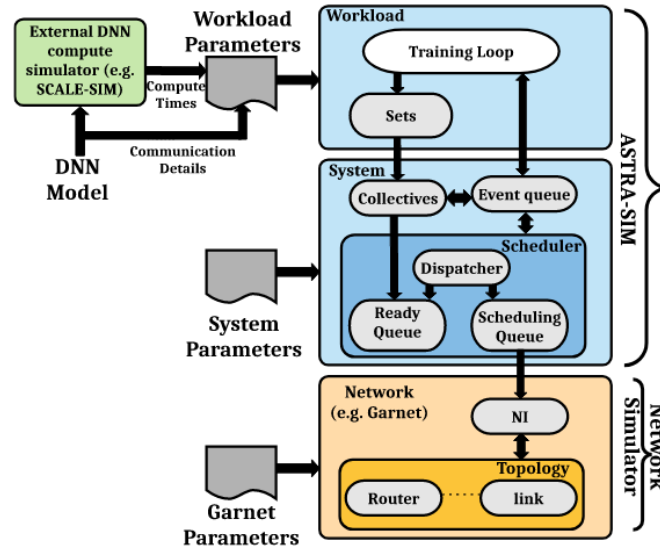 External DNN
compute
simulator (e.g.
SCALE-SIM)
Workload
Parameters
Compute
Times
Communication
Details
DNN
Model
Workload
Training Loop
Sets
System
Collectives
Event queue
Scheduler
Dispatcher
Ready
Queue
Scheduling
Queue
System
Parameters
ASTRA-SIM
Network
(e.g. Garnet)
NI
Topology
Router
link
Garnet
Parameters
Network
Simulator